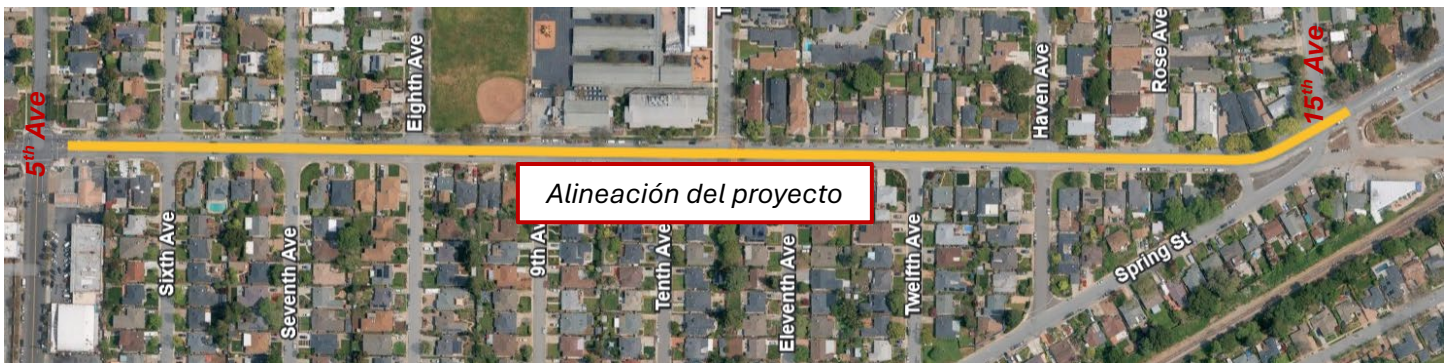 5th Ave
Sixth Ave
Seventh Ave
Eighth Ave
9th Av
Alineación del proyecto
Tenth Ave
Eleventh Ave
Twelfth Ave
Haven Ave
Rose Ave
15th Ave
Spring St